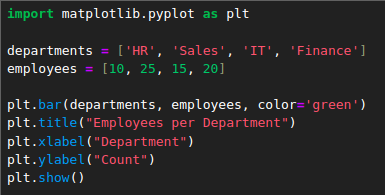 import matplotlib.pyplot as plt
departments = ['HR', 'Sales', 'IT', 'Finance']
employees = [10, 25, 15, 20]
plt.bar(departments, employees, color='green')
plt.title("Employees per Department")
plt.xlabel("Department")
plt.ylabel("Count")
plt.show()